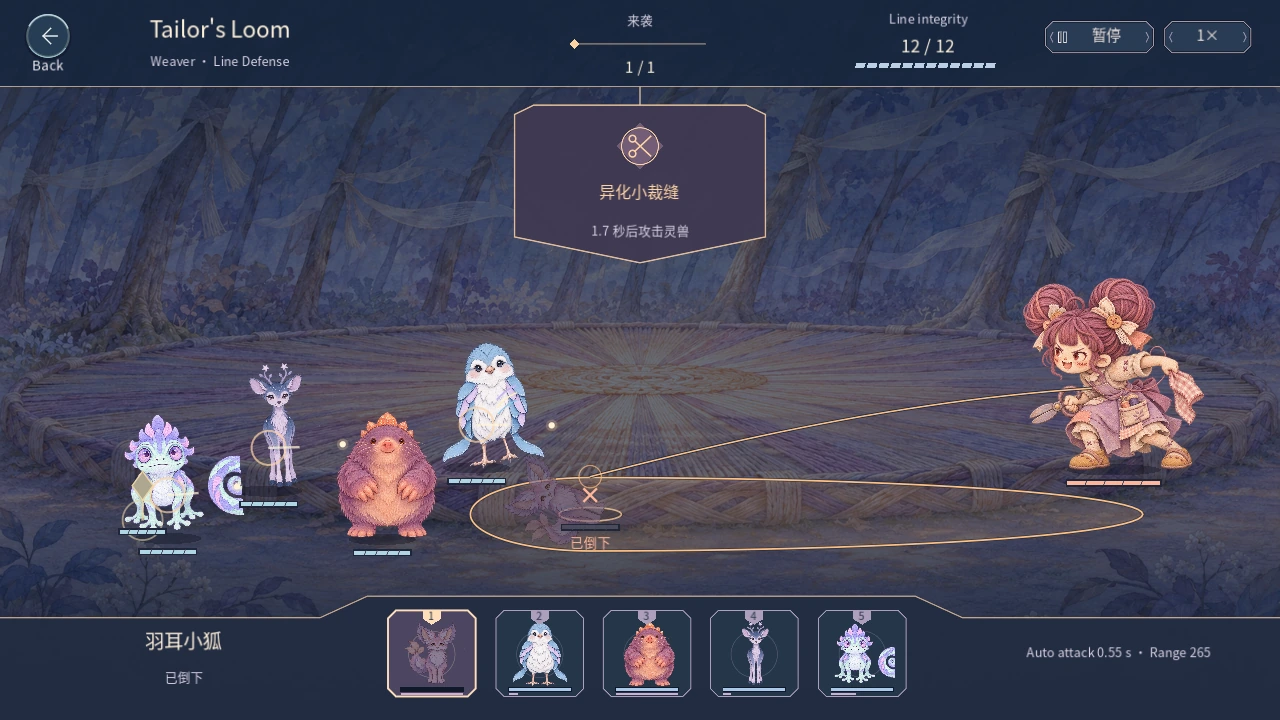 Back
Tailor's Loom
Weaver • Line Defense
来袭
1 / 1
Line integrity
12 / 12
暂停
1×
异化小裁缝
1.7 秒后攻击灵兽
已倒下
羽耳小狐
已倒下
1
2
3
4
5
Auto attack 0.55 s • Range 265